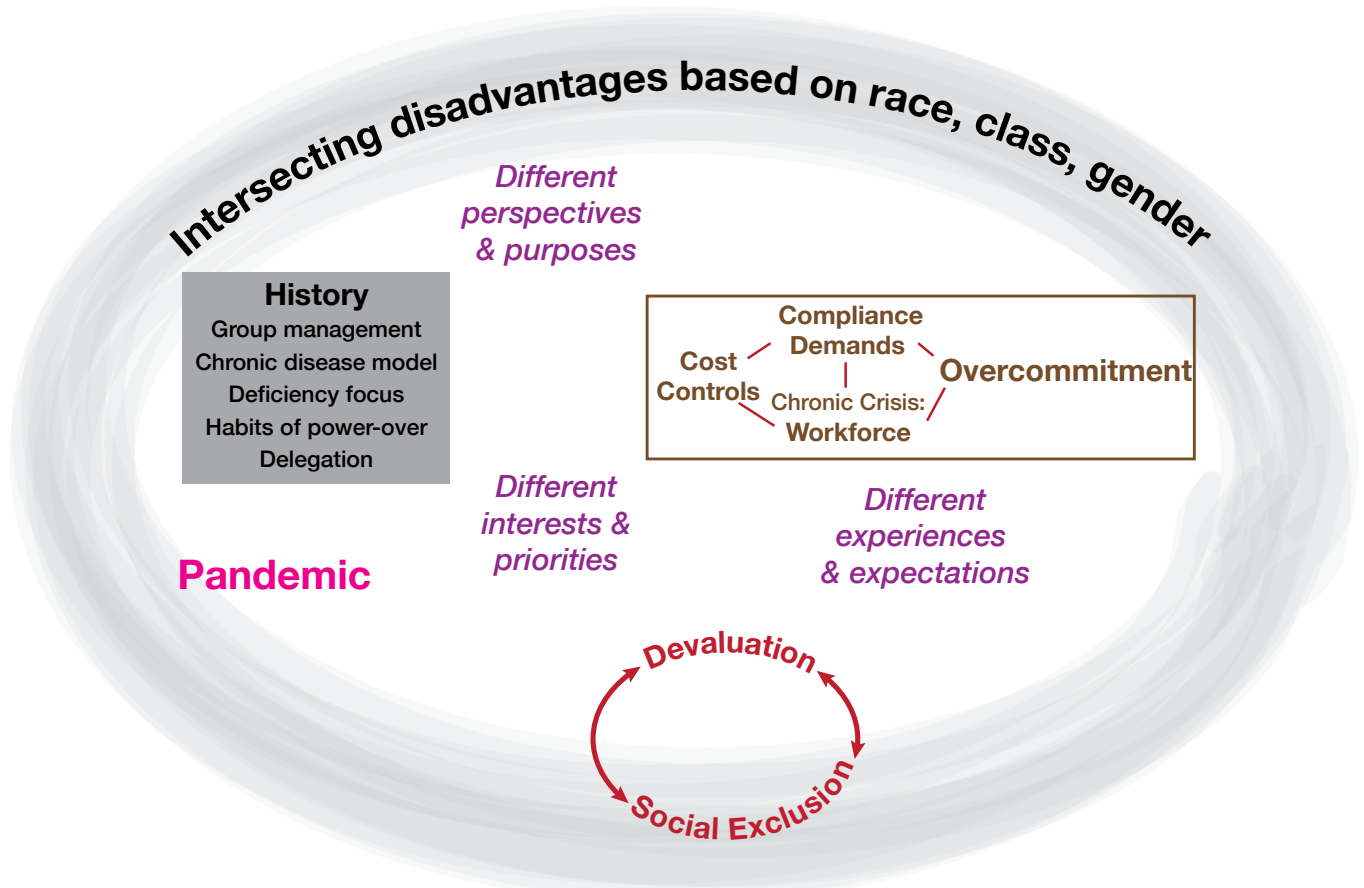 Intersecting disadvantages based on race, class, gender
Different
perspectives
& purposes
History
Group management
Chronic disease model
Deficiency focus
Habits of power-over
Delegation
Compliance
Demands
Cost
Controls
Overcommitment
Chronic Crisis:
Workforce
Different
interests &
priorities
Different
experiences
& expectations
Pandemic
Devaluation
Social Exclusion